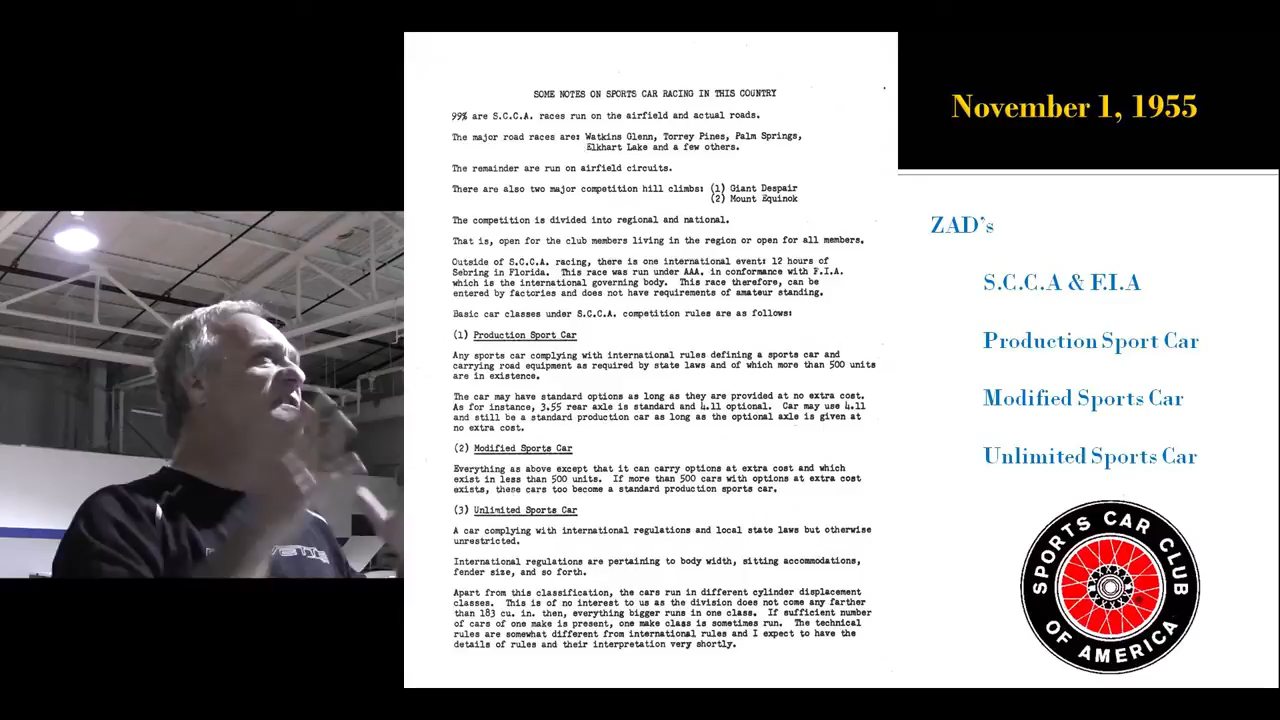 SOME NOTES ON SPORTS CAR RACING IN THIS COUNTRY
99% are S.C.C.A. races run on the airfield and actual roads.
The major road races are: Watkins Glenn, Torrey Pines, Palm Springs,
Elkhart Lake and a few others.
The remainder are run on airfield circuits.
There are also two major competition hill climbs: (1) Giant Despair
(2) Mount Equinok
The competition is divided into regional and national.
That is, open for the club members living in the region or open for all members.
Outside of S.C.C.A. racing, there is one international event: 12 hours of
Sebring in Florida. This race was run under AAA. in conformance with F.I.A.
which is the international governing body. This race therefore, can be
entered by factories and does not have requirements of amateur standing.
Basic car classes under S.C.C.A. competition rules are as follows:
(1) Production Sport Car
Any sports car complying with international rules defining a sports car and
carrying road equipment as required by state laws and of which more than 500 units
are in existence.
The car may have standard options as long as they are provided at no extra cost.
As for instance, 3.55 rear axle is standard and 4.11 optional. Car may use 4.11
and still be a standard production car as long as the optional axle is given at
no extra cost.
(2) Modified Sports Car
Everything as above except that it can carry options at extra cost and which
exist in less than 500 units. If more than 500 cars with options at extra cost
exists, these cars too become a standard production sports car.
(3) Unlimited Sports Car
A car complying with international regulations and local state laws but otherwise
unrestricted.
International regulations are pertaining to body width, sitting accommodations,
fender size, and so forth.
Apart from this classification, the cars run in different cylinder displacement
classes. This is of no interest to us as the division does not come any farther
than 183 cu. in. then, everything bigger runs in one class. If sufficient number
of cars of one make is present, one make class is sometimes run. The technical
rules are somewhat different from international rules and I expect to have the
details of rules and their interpretation very shortly.
November 1, 1955
ZAD's
S.C.C.A & F.I.A
Production Sport Car
Modified Sports Car
Unlimited Sports Car
SPORTS CAR CLUB
OF AMERICA